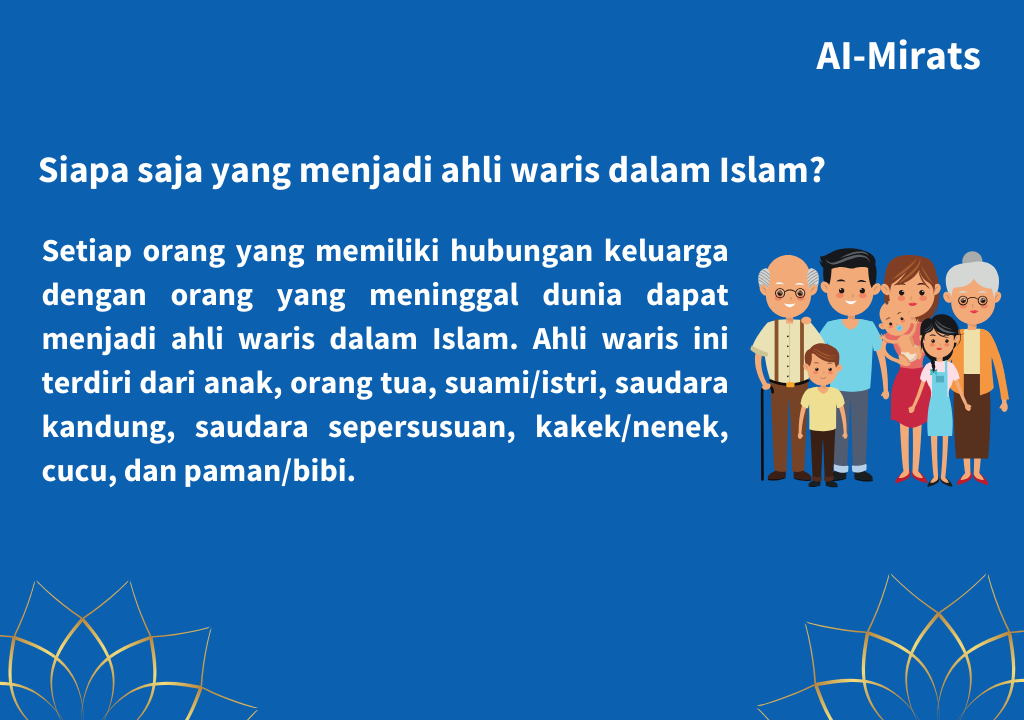 AI-Mirats
Siapa saja yang menjadi ahli waris dalam Islam?
Setiap orang yang memiliki hubungan keluarga
dengan orang yang meninggal dunia dapat
menjadi ahli waris dalam Islam. Ahli waris ini
terdiri dari anak, orang tua, suami/istri, saudara
kandung, saudara sepersusuan, kakek/nenek,
cucu, dan paman/bibi.